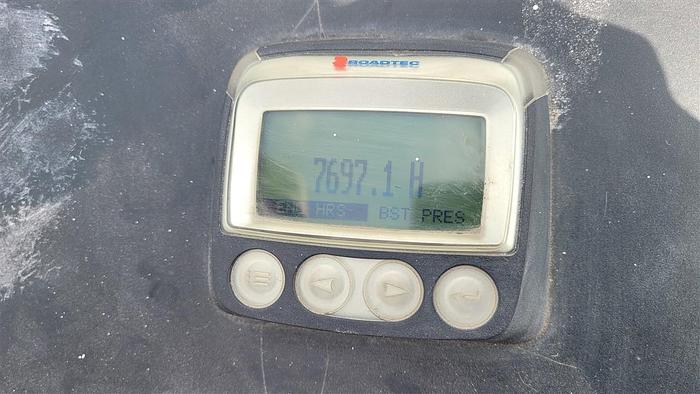 ROADTEC
7697.1 H
HRS BST PRES